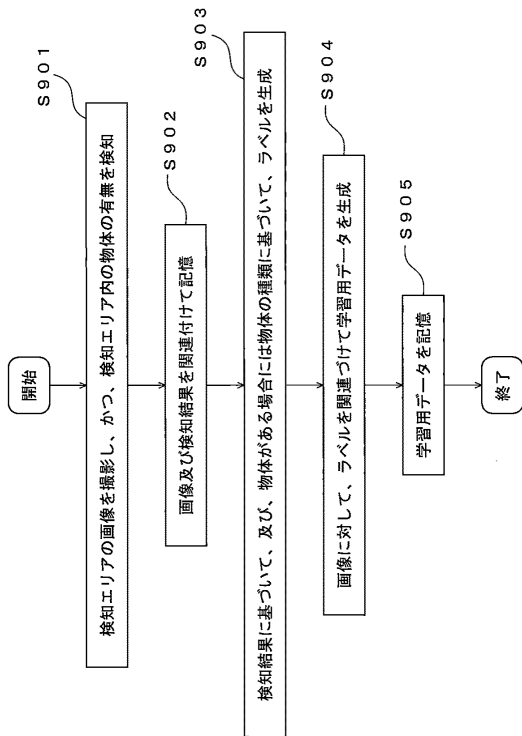 開始
S901
検知エリアの画像を撮影し、かつ、検知エリア内の物体の有無を検知
S902
画像及び検知結果を関連付けて記憶
S903
検知結果に基づいて、及び、物体がある場合には物体の種類に基づいて、ラベルを生成
S904
画像に対して、ラベルを関連づけて学習用データを生成
S905
学習用データを記憶
終了